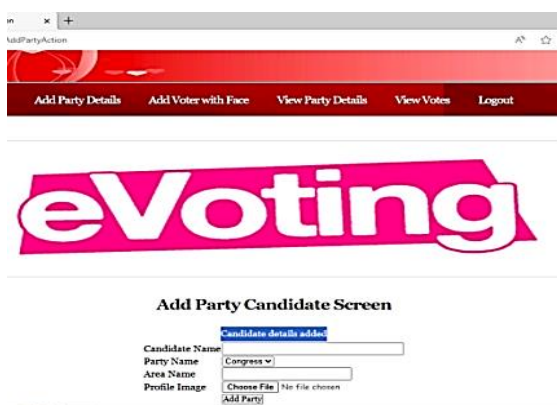 AddPartyAction
Add Party Details Add Voter with Face View Party Details View Votes Logout
eVoting
Add Party Candidate Screen
Candidate details added
Candidate Name
Party Name Congress
Area Name
Profile Image Choose File No file chosen
Add Party